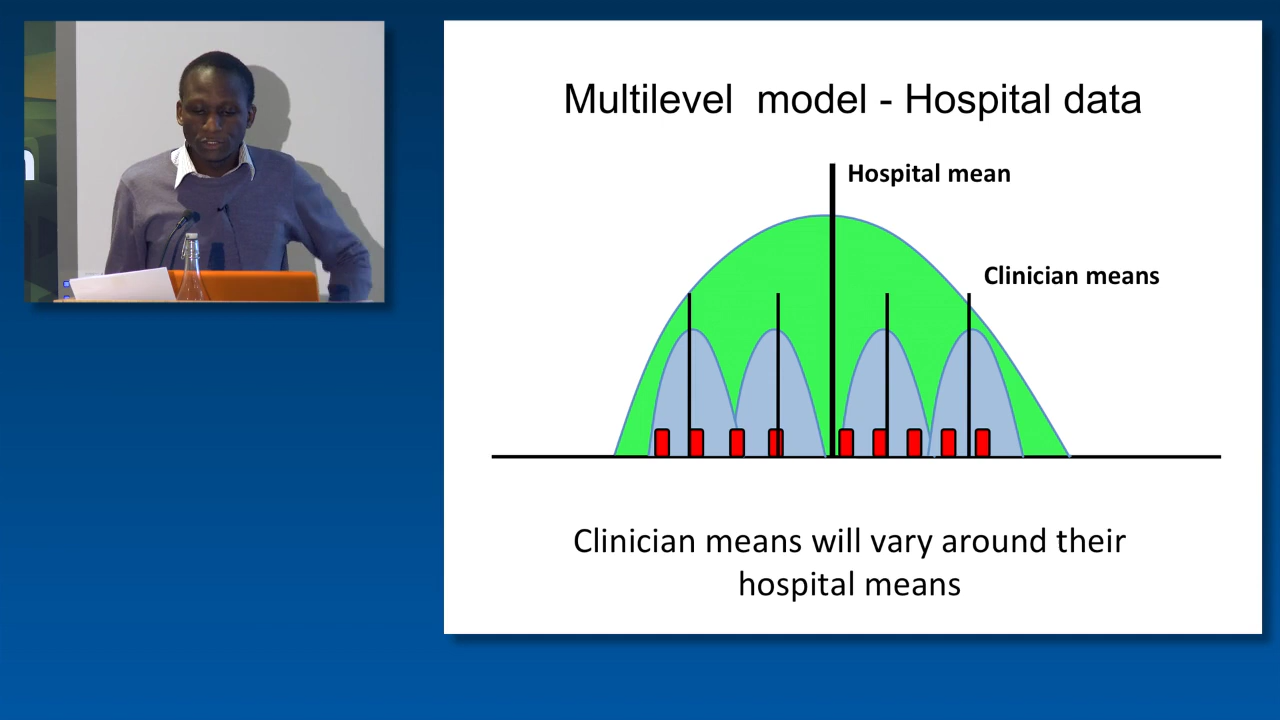 Multilevel  model - Hospital data
Hospital mean
Clinician means
Clinician means will vary around their
hospital means